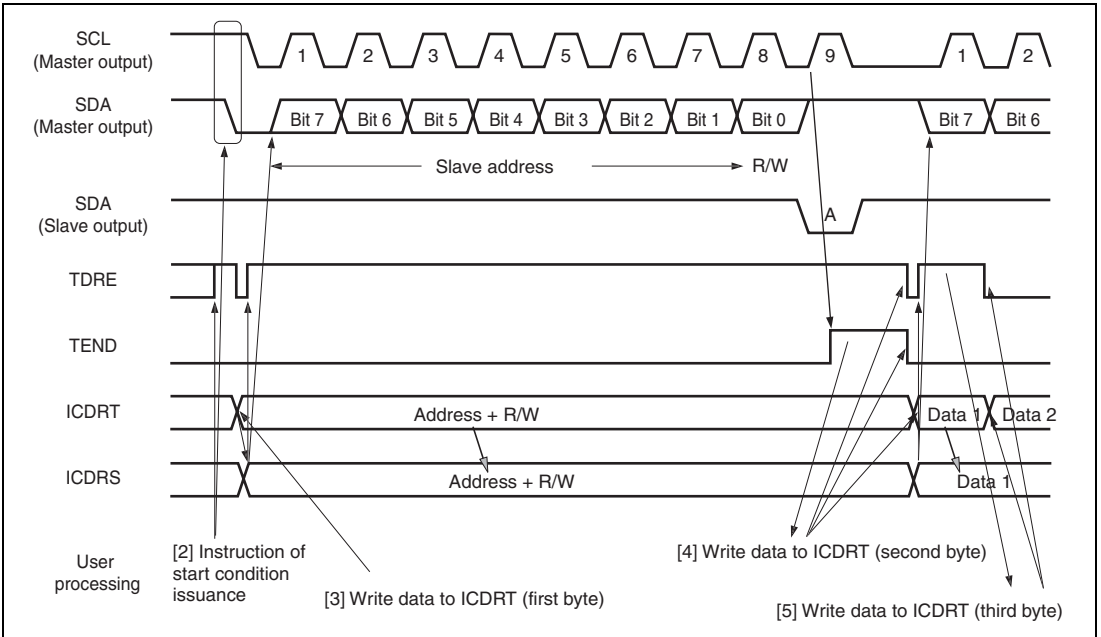 SCL
(Master output)
1 2 3 4 5 6 7 8 9 1 2
SDA
(Master output)
Bit 7 Bit 6 Bit 5 Bit 4 Bit 3 Bit 2 Bit 1 Bit 0 Bit 7 Bit 6
Slave address R/W
SDA
(Slave output)
A
TDRE
TEND
ICDRT
Address + R/W Data 1 Data 2
ICDRS
Address + R/W Data 1
User
processing
[2] Instruction of
start condition
issuance
[3] Write data to ICDRT (first byte)
[4] Write data to ICDRT (second byte)
[5] Write data to ICDRT (third byte)